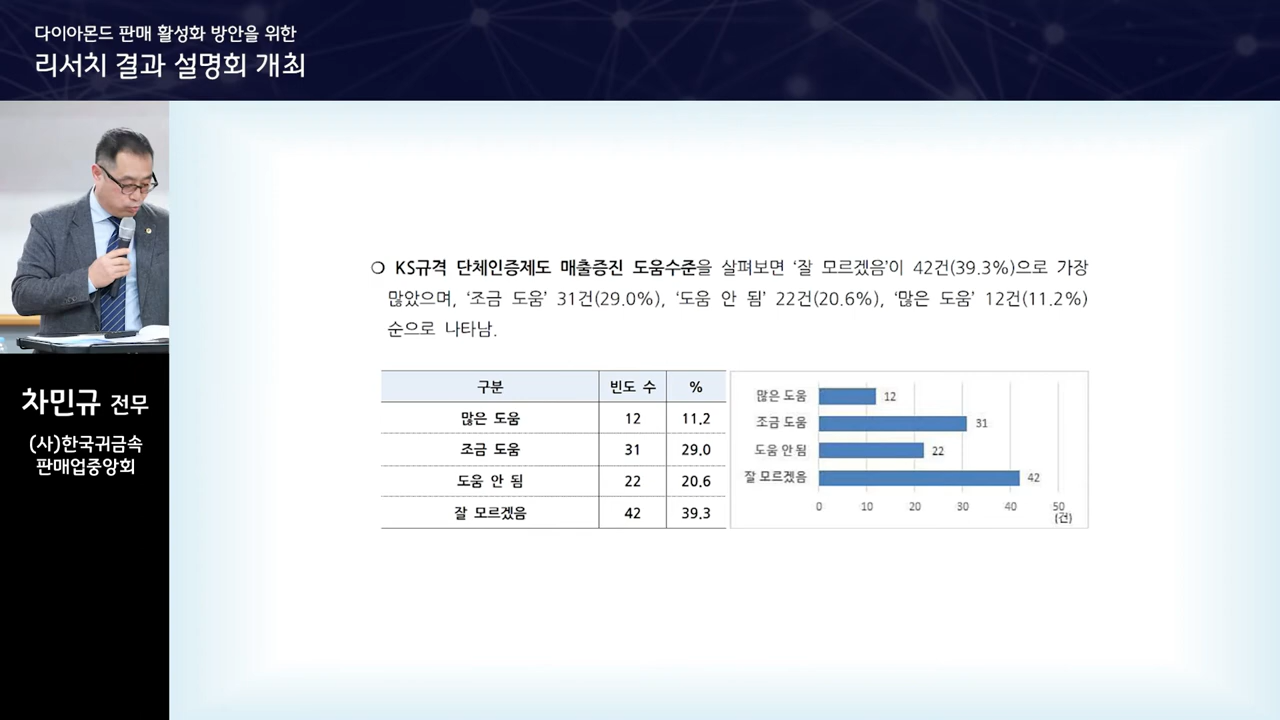 다이아몬드 판매 활성화 방안을 위한
리서치 결과 설명회 개최
차민규 전무
(사)한국귀금속
판매업중앙회
❍ KS규격 단체인증제도 매출증진 도움수준을 살펴보면 ‘잘 모르겠음’이 42건(39.3%)으로 가장
많았으며, ‘조금 도움’ 31건(29.0%), ‘도움 안 됨’ 22건(20.6%), ‘많은 도움’ 12건(11.2%)
순으로 나타남.
구분 빈도 수 %
많은 도움 12 11.2
조금 도움 31 29.0
도움 안 됨 22 20.6
잘 모르겠음 42 39.3
많은 도움 12
조금 도움 31
도움 안 됨 22
잘 모르겠음 42
0 10 20 30 40 50
(건)